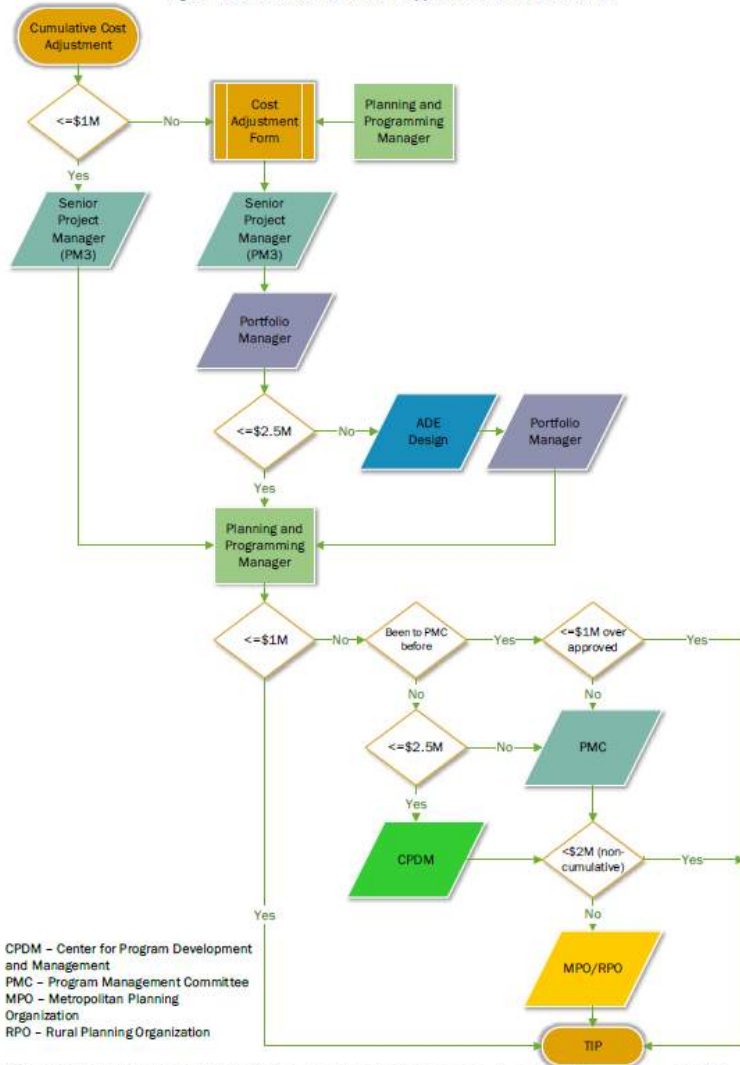 Cumulative Cost
Adjustment
<=$1M
No
Cost
Adjustment
Form
Planning and
Programming
Manager
Yes
Senior
Project
Manager
(PM3)
Senior
Project
Manager
(PM3)
Portfolio
Manager
<=$2.5M
No
ADE
Design
Portfolio
Manager
Yes
Planning and
Programming
Manager
<=$1M
No
Been to PMC
before
Yes
<=$1M over
approved
Yes
No
No
<=$2.5M
No
PMC
Yes
CPDM
<$2M (non-
cumulative)
Yes
Yes
No
CPDM – Center for Program Development
and Management
PMC – Program Management Committee
MPO – Metropolitan Planning
Organization
RPO – Rural Planning Organization
MPO/RPO
TIP